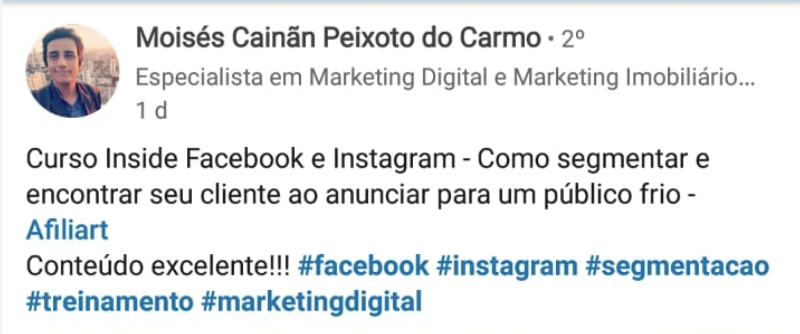 Moisés Cainãn Peixoto do Carmo • 2º
Especialista em Marketing Digital e Marketing Imobiliário...
1 d
Curso Inside Facebook e Instagram - Como segmentar e
encontrar seu cliente ao anunciar para um público frio -
Afiliart
Conteúdo excelente!!! #facebook #instagram #segmentacao
#treinamento #marketingdigital